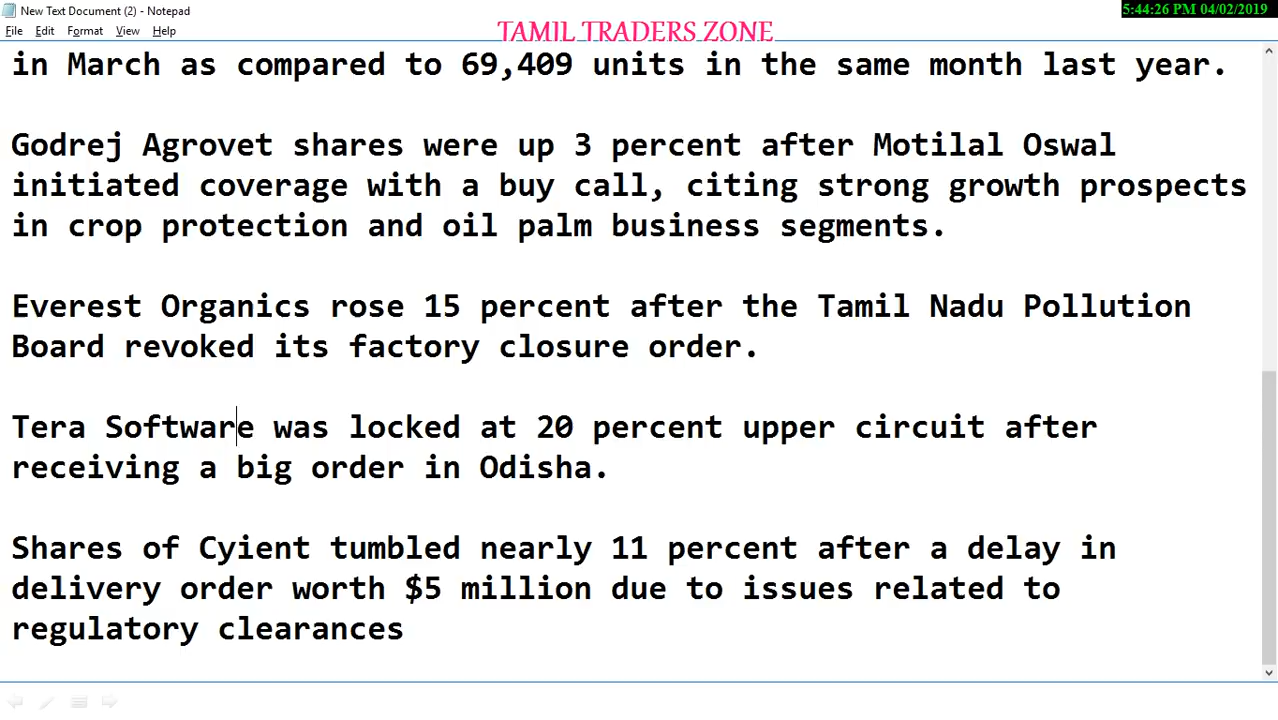 New Text Document (2) - Notepad
5:44:26 PM 04/02/2019
File Edit Format View Help
TAMIL TRADERS ZONE
in March as compared to 69,409 units in the same month last year.
Godrej Agrovet shares were up 3 percent after Motilal Oswal
initiated coverage with a buy call, citing strong growth prospects
in crop protection and oil palm business segments.
Everest Organics rose 15 percent after the Tamil Nadu Pollution
Board revoked its factory closure order.
Tera Software was locked at 20 percent upper circuit after
receiving a big order in Odisha.
Shares of Cyient tumbled nearly 11 percent after a delay in
delivery order worth $5 million due to issues related to
regulatory clearances